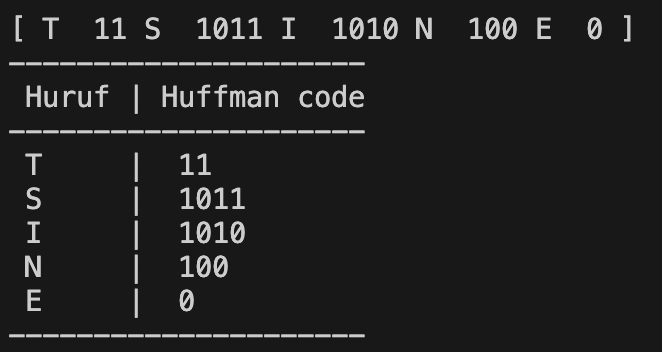 [ T  11 S  1011 I  1010 N  100 E  0 ]
---------------------
 Huruf | Huffman code
---------------------
 T     |  11
 S     |  1011
 I     |  1010
 N     |  100
 E     |  0
---------------------